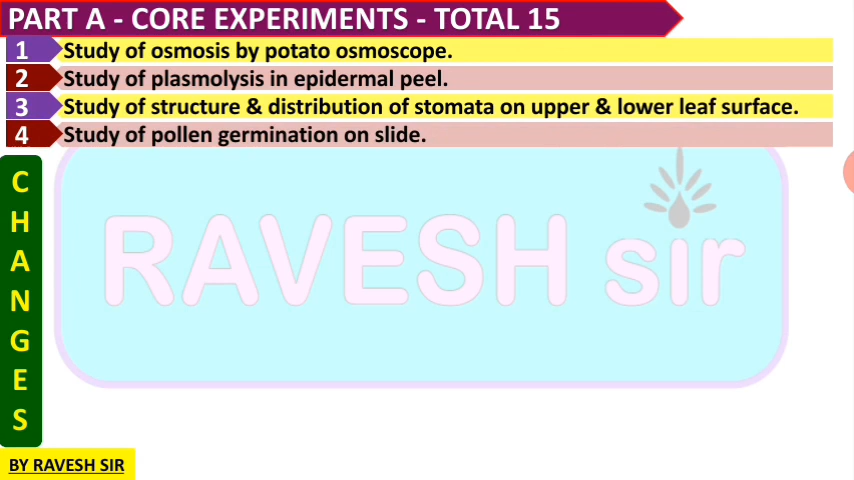 PART A - CORE EXPERIMENTS - TOTAL 15
1 Study of osmosis by potato osmoscope.
2 Study of plasmolysis in epidermal peel.
3 Study of structure & distribution of stomata on upper & lower leaf surface.
4 Study of pollen germination on slide.
CHANGES
RAVESH sir
BY RAVESH SIR